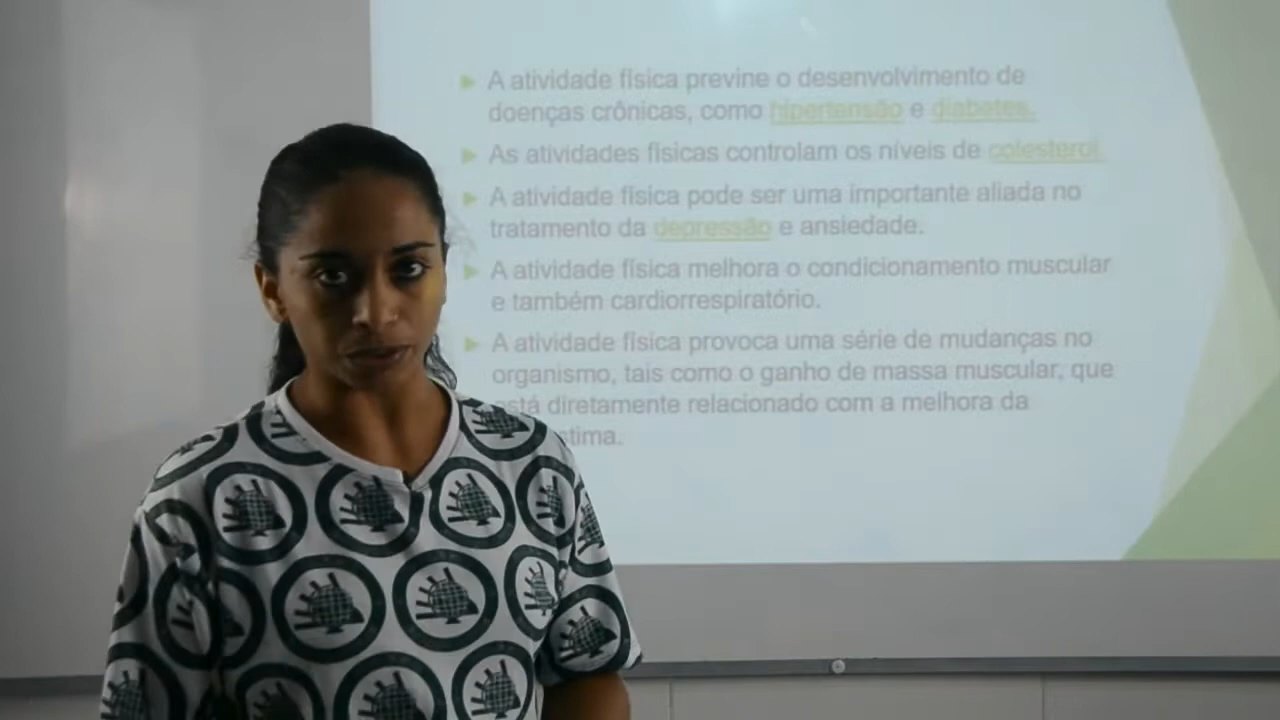 A atividade física previne o desenvolvimento de
doenças crônicas, como hipertensão e diabetes.
As atividades físicas controlam os níveis de colesterol.
A atividade física pode ser uma importante aliada no
tratamento da depressão e ansiedade.
A atividade física melhora o condicionamento muscular
e também cardiorrespiratório.
A atividade física provoca uma série de mudanças no
organismo, tais como o ganho de massa muscular, que
está diretamente relacionado com a melhora da
stima.